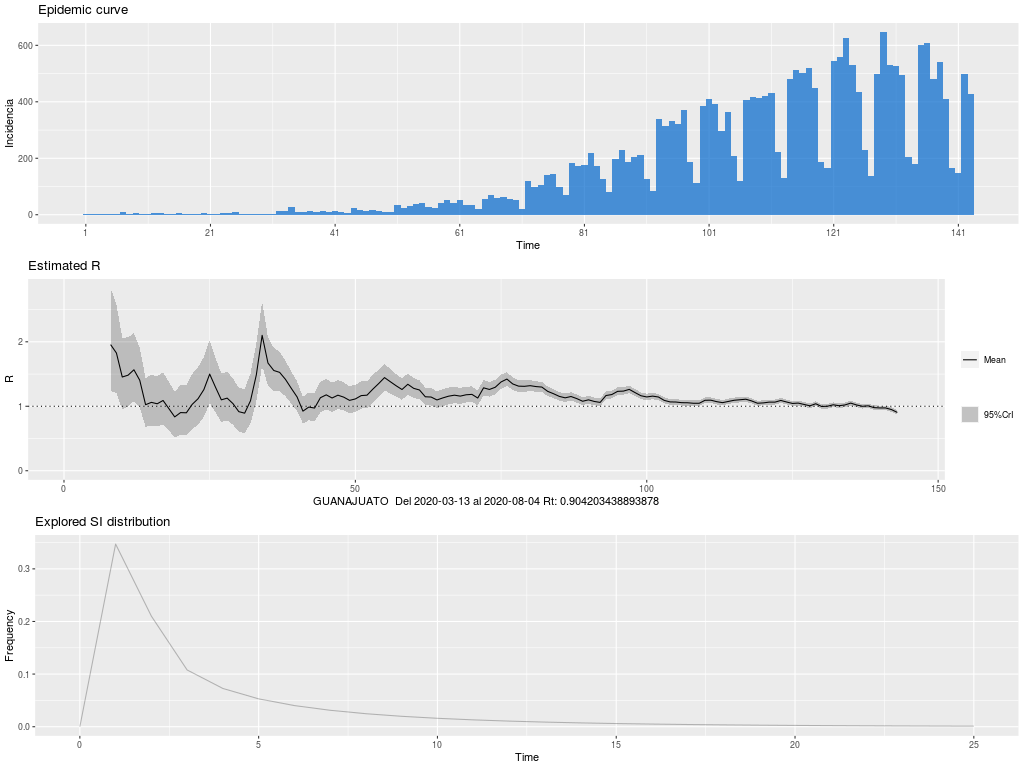 Epidemic curve
Incidencia
600
400
200
0
1 21 41 61 81 101 121 141
Time
Estimated R
R
2
1
0
Mean
95%CrI
0 50 100 150
GUANAJUATO Del 2020-03-13 al 2020-08-04 Rt: 0.904203438893878
Explored SI distribution
Frequency
0.3
0.2
0.1
0.0
0 5 10 15 20 25
Time